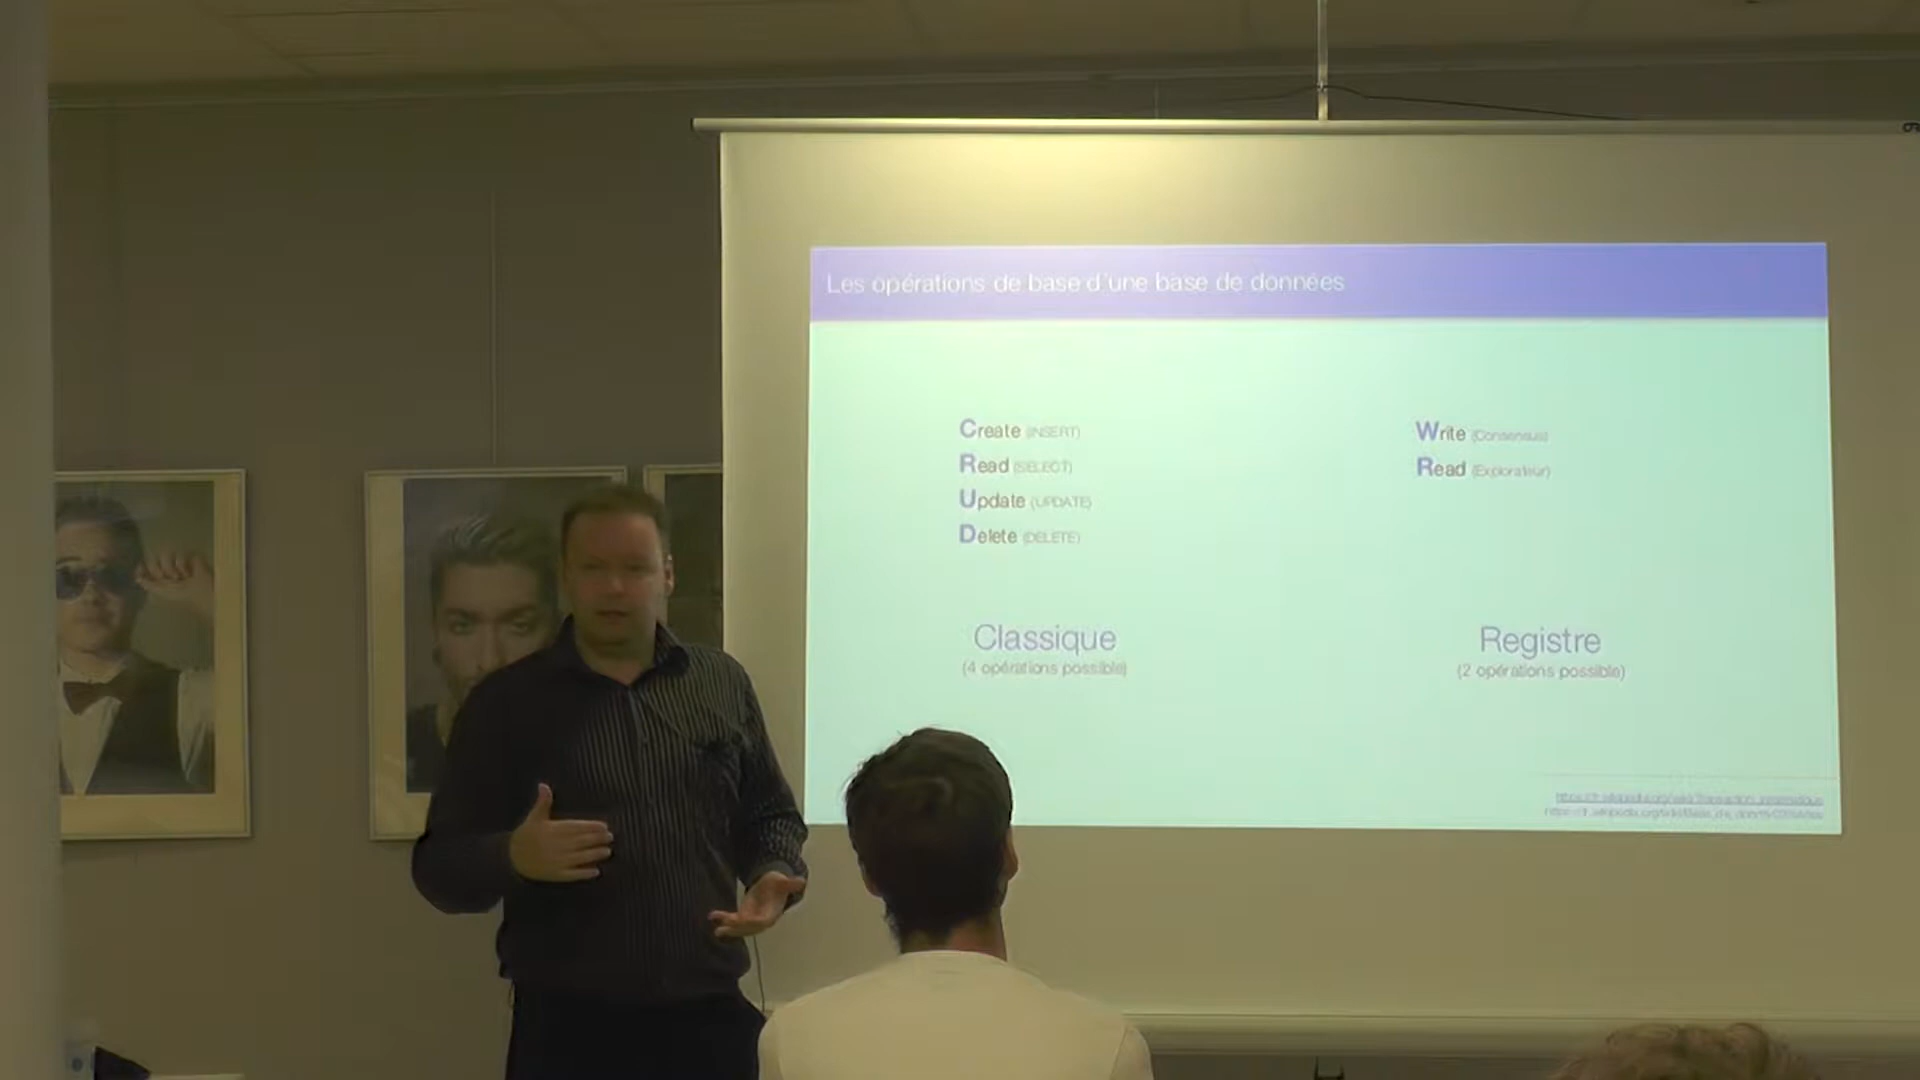 Les opérations de base d'une base de données
Create (INSERT)
Read (SELECT)
Update (UPDATE)
Delete (DELETE)
Classique
(4 opérations possible)
Write (Consensus)
Read (Explorateur)
Registre
(2 opérations possible)